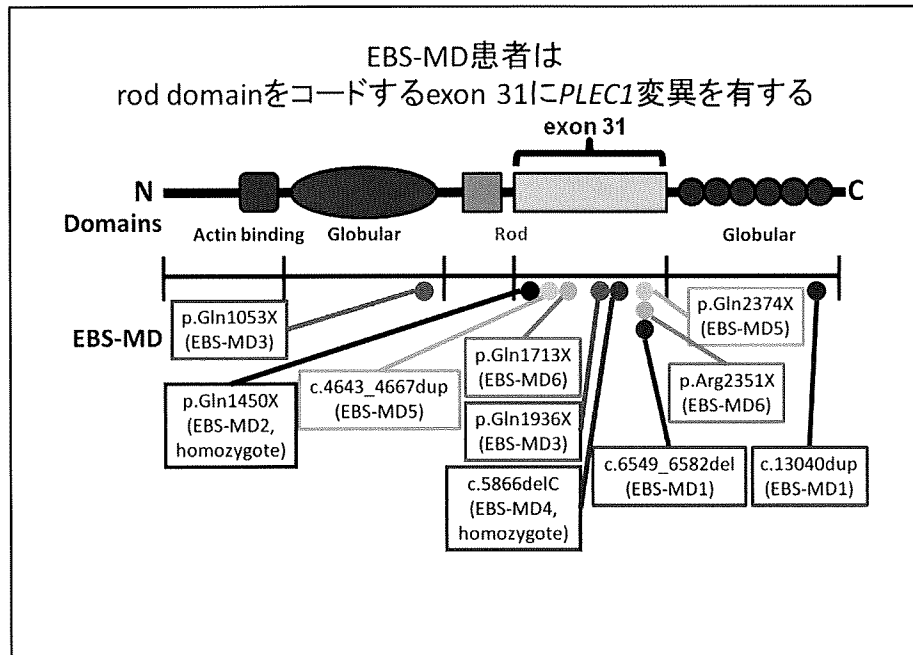 EBS-MD患者は
rod domainをコードするexon 31にPLEC1変異を有する
exon 31
N
C
Domains
Actin binding
Globular
Rod
Globular
EBS-MD
p.Gln1053X
(EBS-MD3)
p.Gln1450X
(EBS-MD2,
homozygote)
c.4643_4667dup
(EBS-MD5)
p.Gln1713X
(EBS-MD6)
p.Gln1936X
(EBS-MD3)
c.5866delC
(EBS-MD4,
homozygote)
p.Gln2374X
(EBS-MD5)
p.Arg2351X
(EBS-MD6)
c.6549_6582del
(EBS-MD1)
c.13040dup
(EBS-MD1)